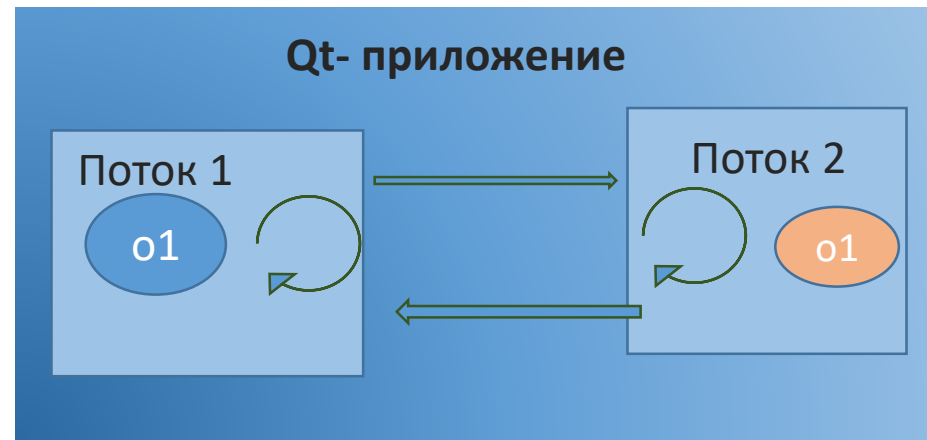 Qt- приложение
Поток 1
Поток 2
о1
о1